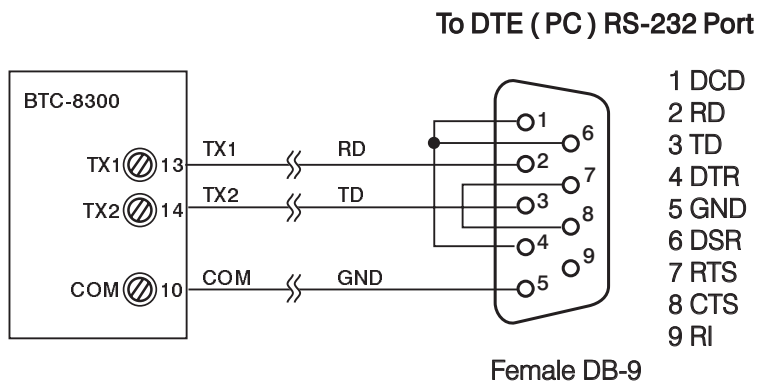 To DTE ( PC ) RS-232 Port
BTC-8300
TX1 13 TX1 RD
TX2 14 TX2 TD
COM 10 COM GND
1
6
2
7
3
8
4
9
5
1 DCD
2 RD
3 TD
4 DTR
5 GND
6 DSR
7 RTS
8 CTS
9 RI
Female DB-9